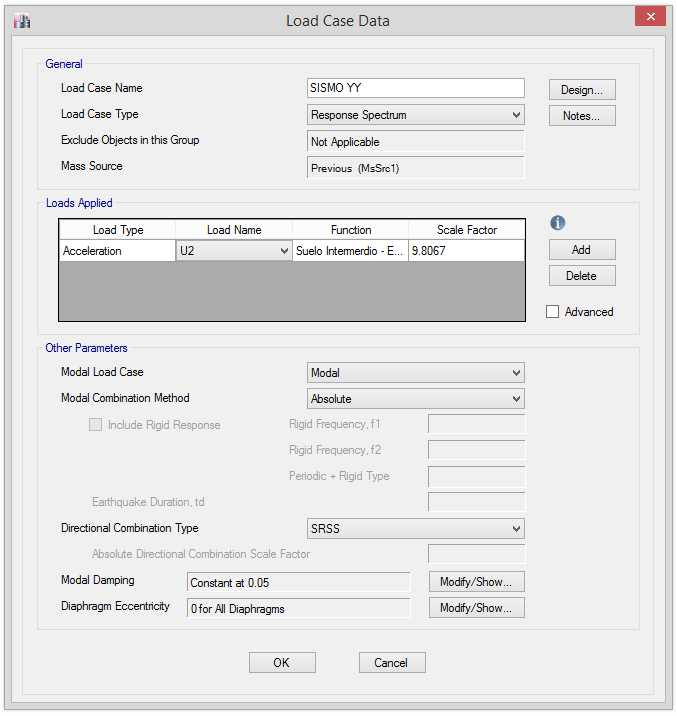 Load Case Data
General
Load Case Name SISMO YY Design...
Load Case Type Response Spectrum Notes...
Exclude Objects in this Group Not Applicable
Mass Source Previous (MsSrc1)
Loads Applied
Load Type Load Name Function Scale Factor
Acceleration U2 Suelo Intermerdio - E... 9.8067
Add
Delete
Advanced
Other Parameters
Modal Load Case Modal
Modal Combination Method Absolute
Include Rigid Response Rigid Frequency, f1
Rigid Frequency, f2
Periodic + Rigid Type
Earthquake Duration, td
Directional Combination Type SRSS
Absolute Directional Combination Scale Factor
Modal Damping Constant at 0.05 Modify/Show...
Diaphragm Eccentricity 0 for All Diaphragms Modify/Show...
OK Cancel